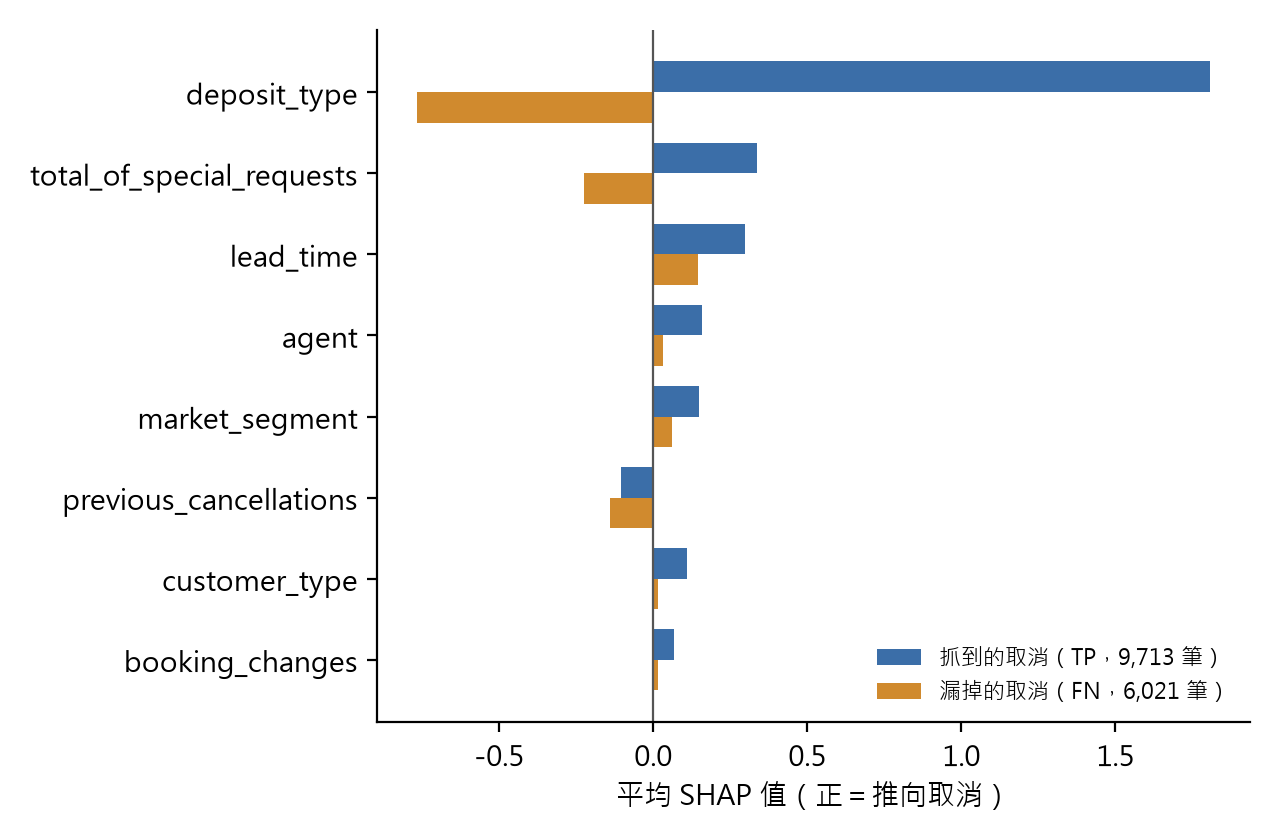 deposit_type
total_of_special_requests
lead_time
agent
market_segment
previous_cancellations
customer_type
booking_changes
抓到的取消（TP，9,713 筆）
漏掉的取消（FN，6,021 筆）
-0.5 0.0 0.5 1.0 1.5
平均 SHAP 值（正＝推向取消）